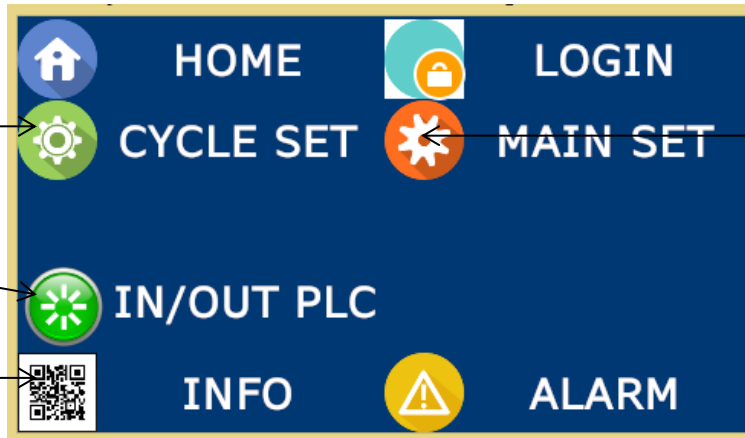 HOME LOGIN
CYCLE SET MAIN SET
IN/OUT PLC
INFO ALARM